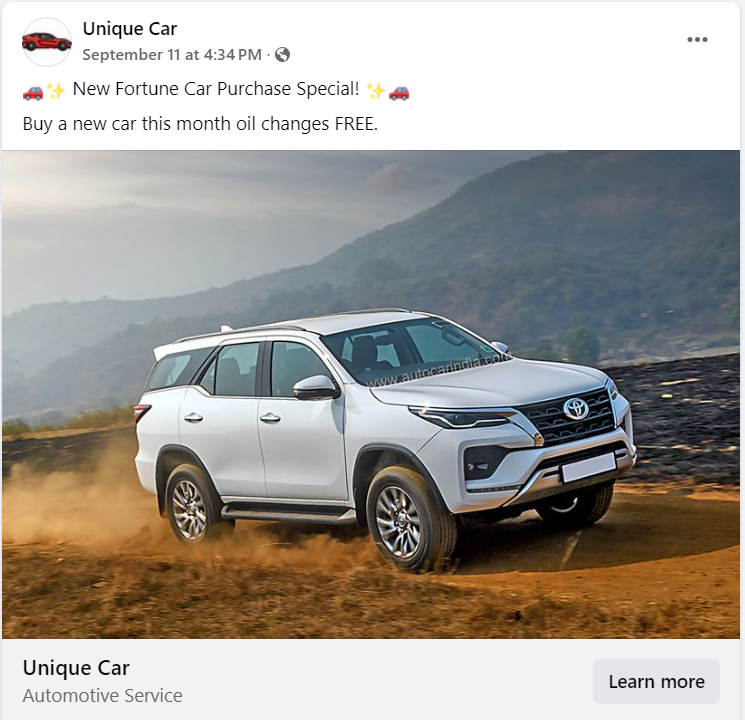 Unique Car
September 11 at 4:34 PM ·
🚗✨ New Fortune Car Purchase Special! ✨🚗
Buy a new car this month oil changes FREE.
www.autocarindia.com
Unique Car
Automotive Service
Learn more